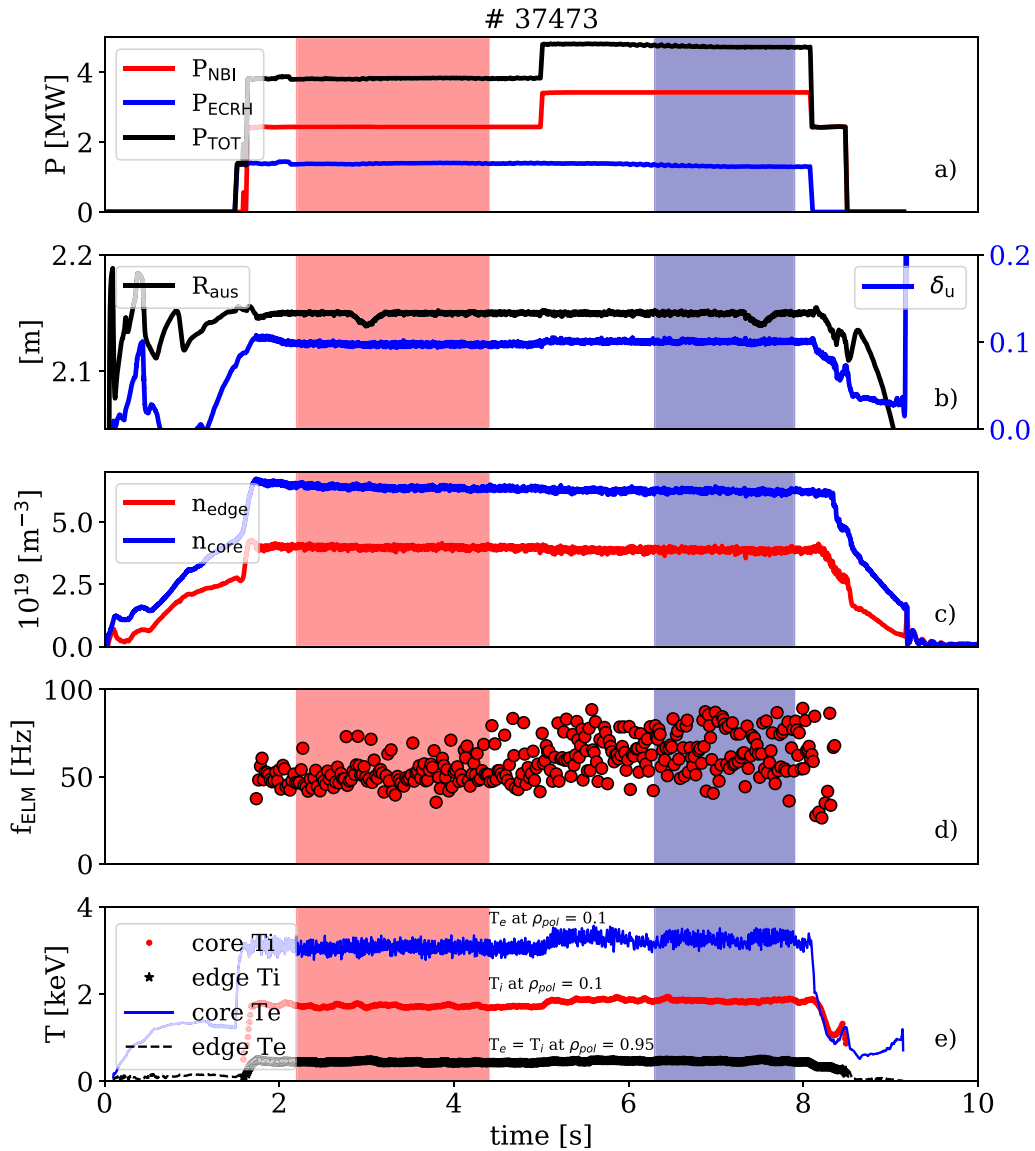 # 37473
P [MW]
4
2
0
P_NBI
P_ECRH
P_TOT
a)
[m]
2.2
2.1
R_aus
δ_u
0.2
0.1
0.0
b)
10^19 [m^−3]
5.0
2.5
0.0
n_edge
n_core
c)
f_ELM [Hz]
100
50
0
d)
T [keV]
4
2
0
core Ti
edge Ti
core Te
edge Te
T_e at ρ_pol = 0.1
T_i at ρ_pol = 0.1
T_e = T_i at ρ_pol = 0.95
e)
0 2 4 6 8 10
time [s]